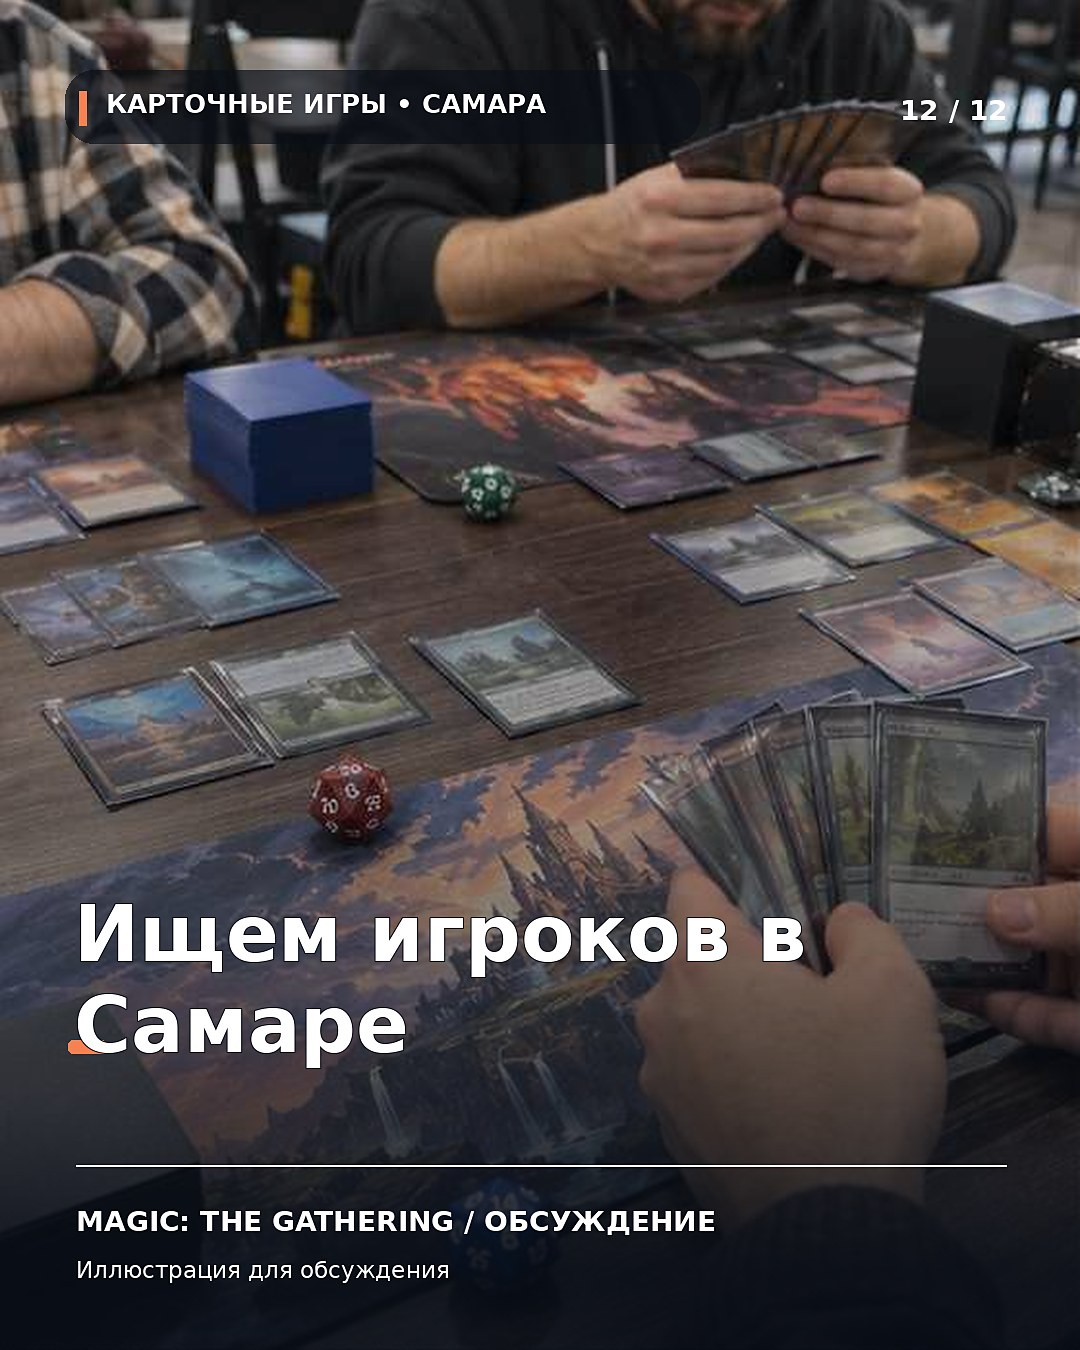 КАРТОЧНЫЕ ИГРЫ • САМАРА
12 / 12
Ищем игроков в
Самаре
MAGIC: THE GATHERING / ОБСУЖДЕНИЕ
Иллюстрация для обсуждения